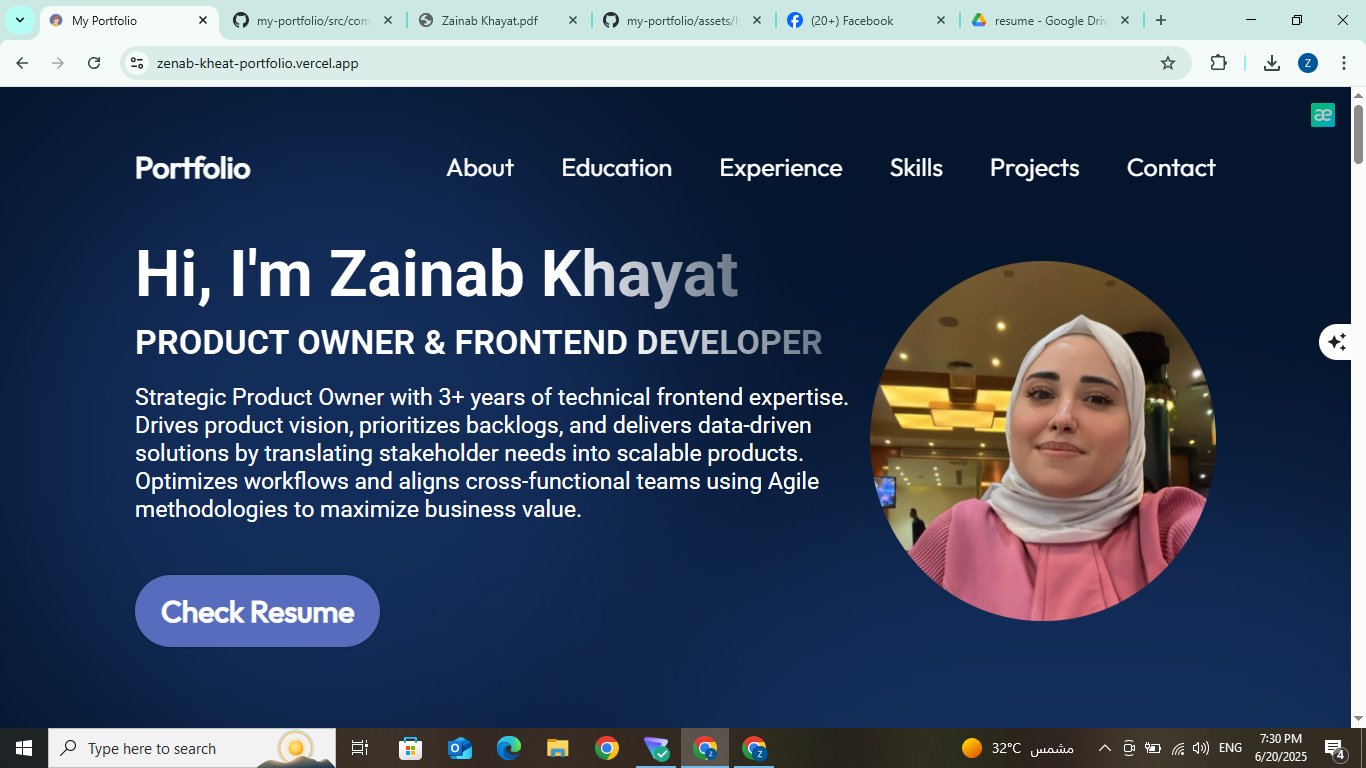 My Portfolio
my-portfolio/src/com
Zainab Khayat.pdf
my-portfolio/assets/
(20+) Facebook
resume - Google Driv
zenab-kheat-portfolio.vercel.app
Z
æ
Portfolio
About
Education
Experience
Skills
Projects
Contact
Hi, I'm Zainab Khayat
PRODUCT OWNER & FRONTEND DEVELOPER
Strategic Product Owner with 3+ years of technical frontend expertise.
Drives product vision, prioritizes backlogs, and delivers data-driven
solutions by translating stakeholder needs into scalable products.
Optimizes workflows and aligns cross-functional teams using Agile
methodologies to maximize business value.
Check Resume
Type here to search
32°C مشمس
ENG
7:30 PM
6/20/2025
4